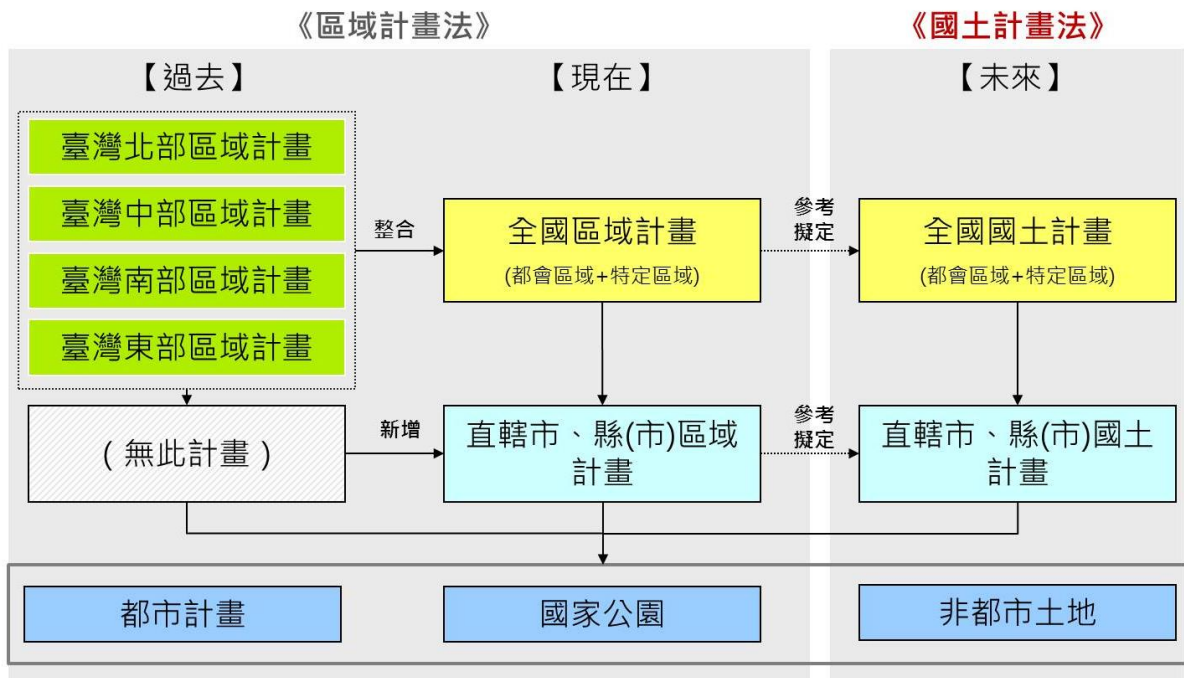 《區域計畫法》
《國土計畫法》
【過去】
【現在】
【未來】
臺灣北部區域計畫
臺灣中部區域計畫
臺灣南部區域計畫
臺灣東部區域計畫
整合
全國區域計畫
(都會區域+特定區域)
參考
擬定
全國國土計畫
(都會區域+特定區域)
(無此計畫)
新增
直轄市、縣(市)區域
計畫
參考
擬定
直轄市、縣(市)國土
計畫
都市計畫
國家公園
非都市土地